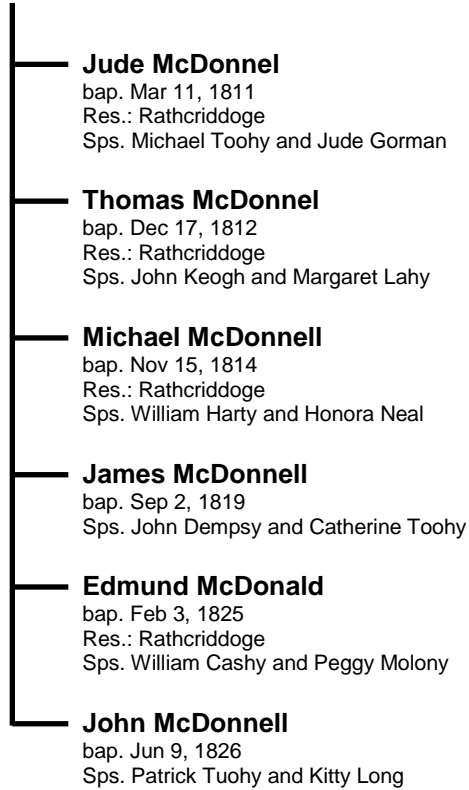 Jude McDonnel
bap. Mar 11, 1811
Res.: Rathcriddoge
Sps. Michael Toohy and Jude Gorman
Thomas McDonnel
bap. Dec 17, 1812
Res.: Rathcriddoge
Sps. John Keogh and Margaret Lahy
Michael McDonnell
bap. Nov 15, 1814
Res.: Rathcriddoge
Sps. William Harty and Honora Neal
James McDonnell
bap. Sep 2, 1819
Sps. John Dempsy and Catherine Toohy
Edmund McDonald
bap. Feb 3, 1825
Res.: Rathcriddoge
Sps. William Cashy and Peggy Molony
John McDonnell
bap. Jun 9, 1826
Sps. Patrick Tuohy and Kitty Long